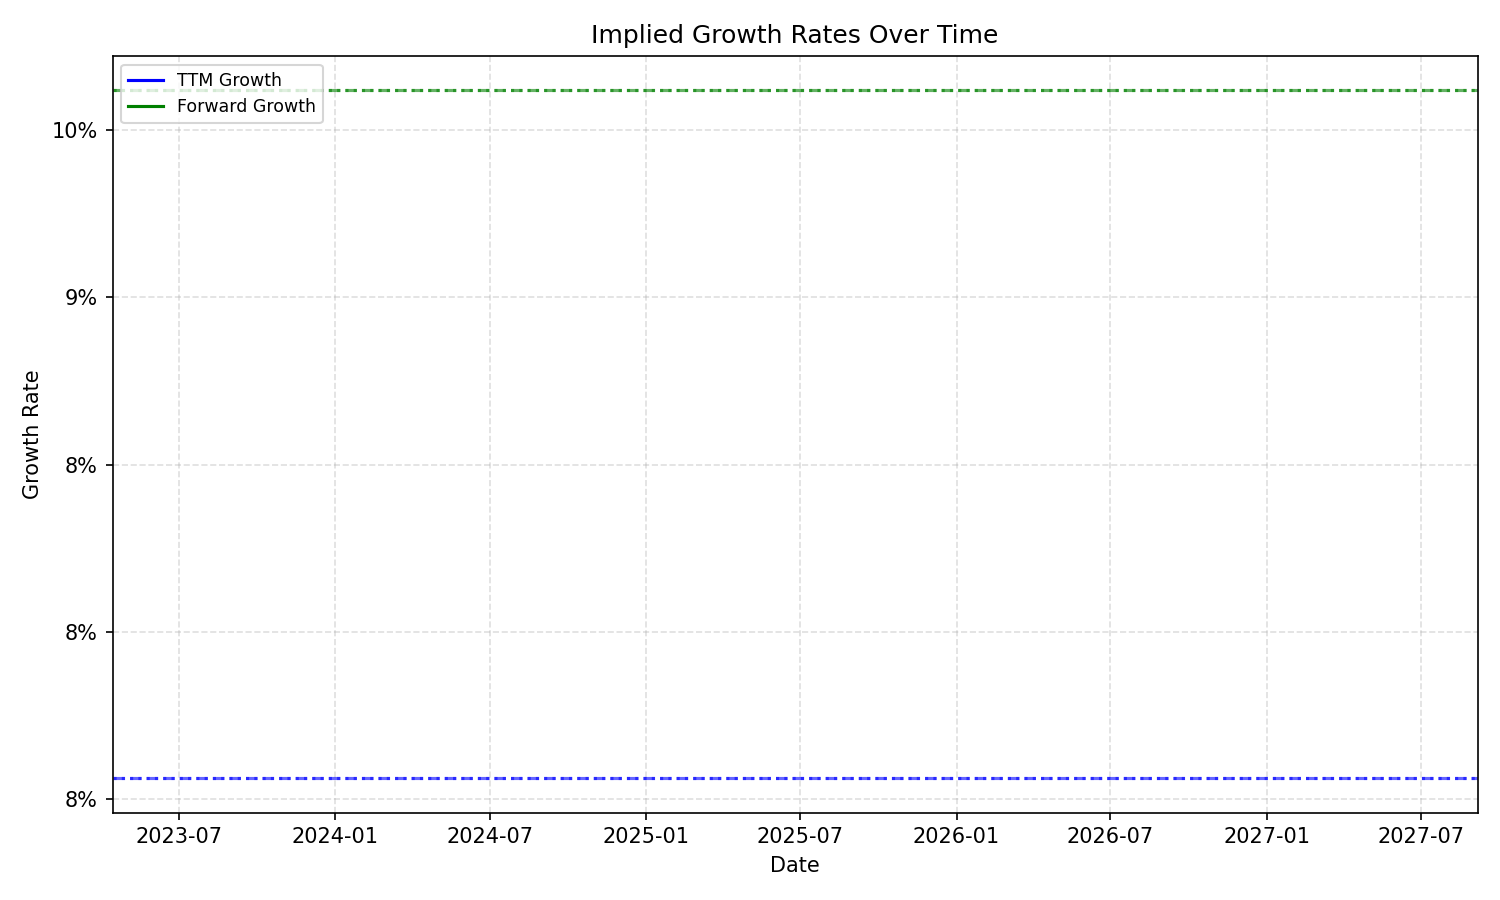 Implied Growth Rates Over Time
TTM Growth
Forward Growth
10%
9%
8%
8%
8%
Growth Rate
2023-07
2024-01
2024-07
2025-01
2025-07
2026-01
2026-07
2027-01
2027-07
Date